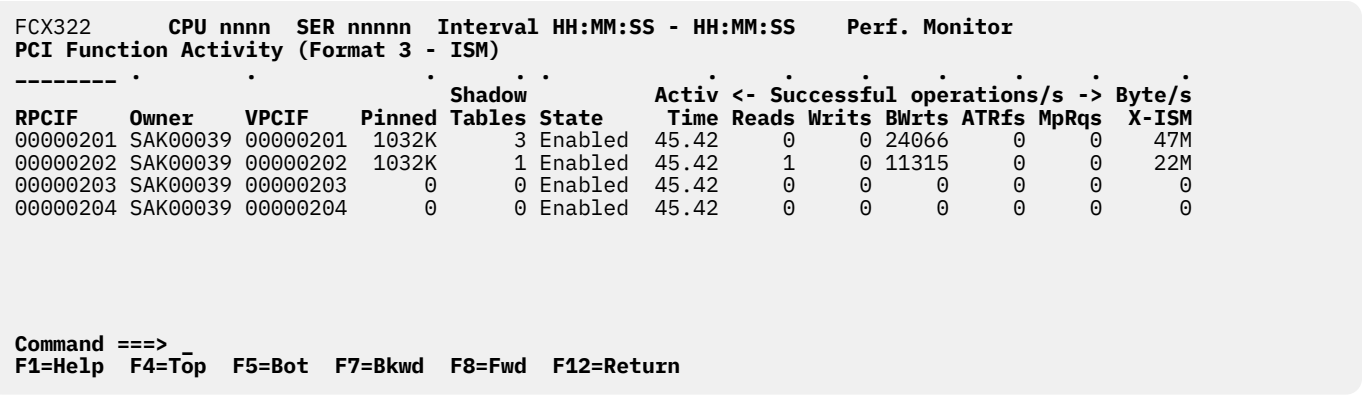 FCX322      CPU nnnn  SER nnnnn  Interval HH:MM:SS - HH:MM:SS    Perf. Monitor
PCI Function Activity (Format 3 - ISM)
________ .        .             .      . .            .     .     .     .     .     .      .
                                  Shadow          Activ <- Successful operations/s -> Byte/s
RPCIF    Owner    VPCIF    Pinned Tables State     Time Reads Writs BWrts ATRfs MpRqs  X-ISM
00000201 SAK00039 00000201  1032K      3 Enabled  45.42     0     0 24066     0     0    47M
00000202 SAK00039 00000202  1032K      1 Enabled  45.42     1     0 11315     0     0    22M
00000203 SAK00039 00000203      0      0 Enabled  45.42     0     0     0     0     0      0
00000204 SAK00039 00000204      0      0 Enabled  45.42     0     0     0     0     0      0
Command ===> _
F1=Help  F4=Top  F5=Bot  F7=Bkwd  F8=Fwd  F12=Return